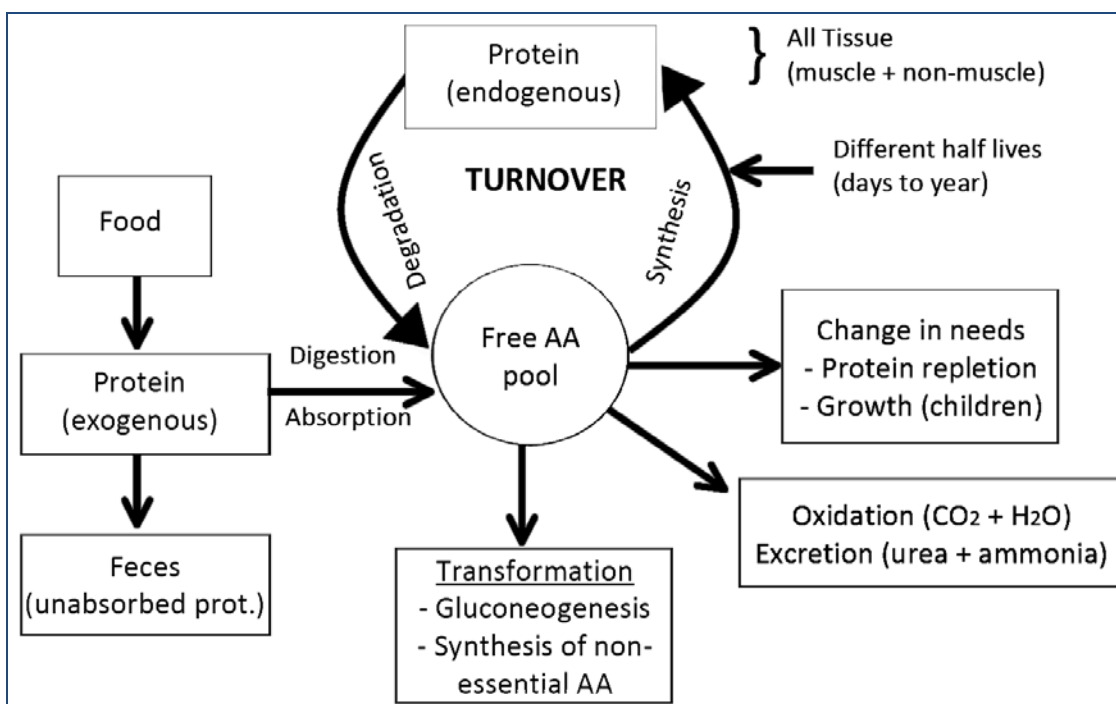 Protein
(endogenous)
All Tissue
(muscle + non-muscle)
}
TURNOVER
Degradation
Synthesis
Different half lives
(days to year)
Food
Protein
(exogenous)
Digestion
Absorption
Free AA
pool
Change in needs
- Protein repletion
- Growth (children)
Feces
(unabsorbed prot.)
Transformation
- Gluconeogenesis
- Synthesis of non-
essential AA
Oxidation (CO2 + H2O)
Excretion (urea + ammonia)